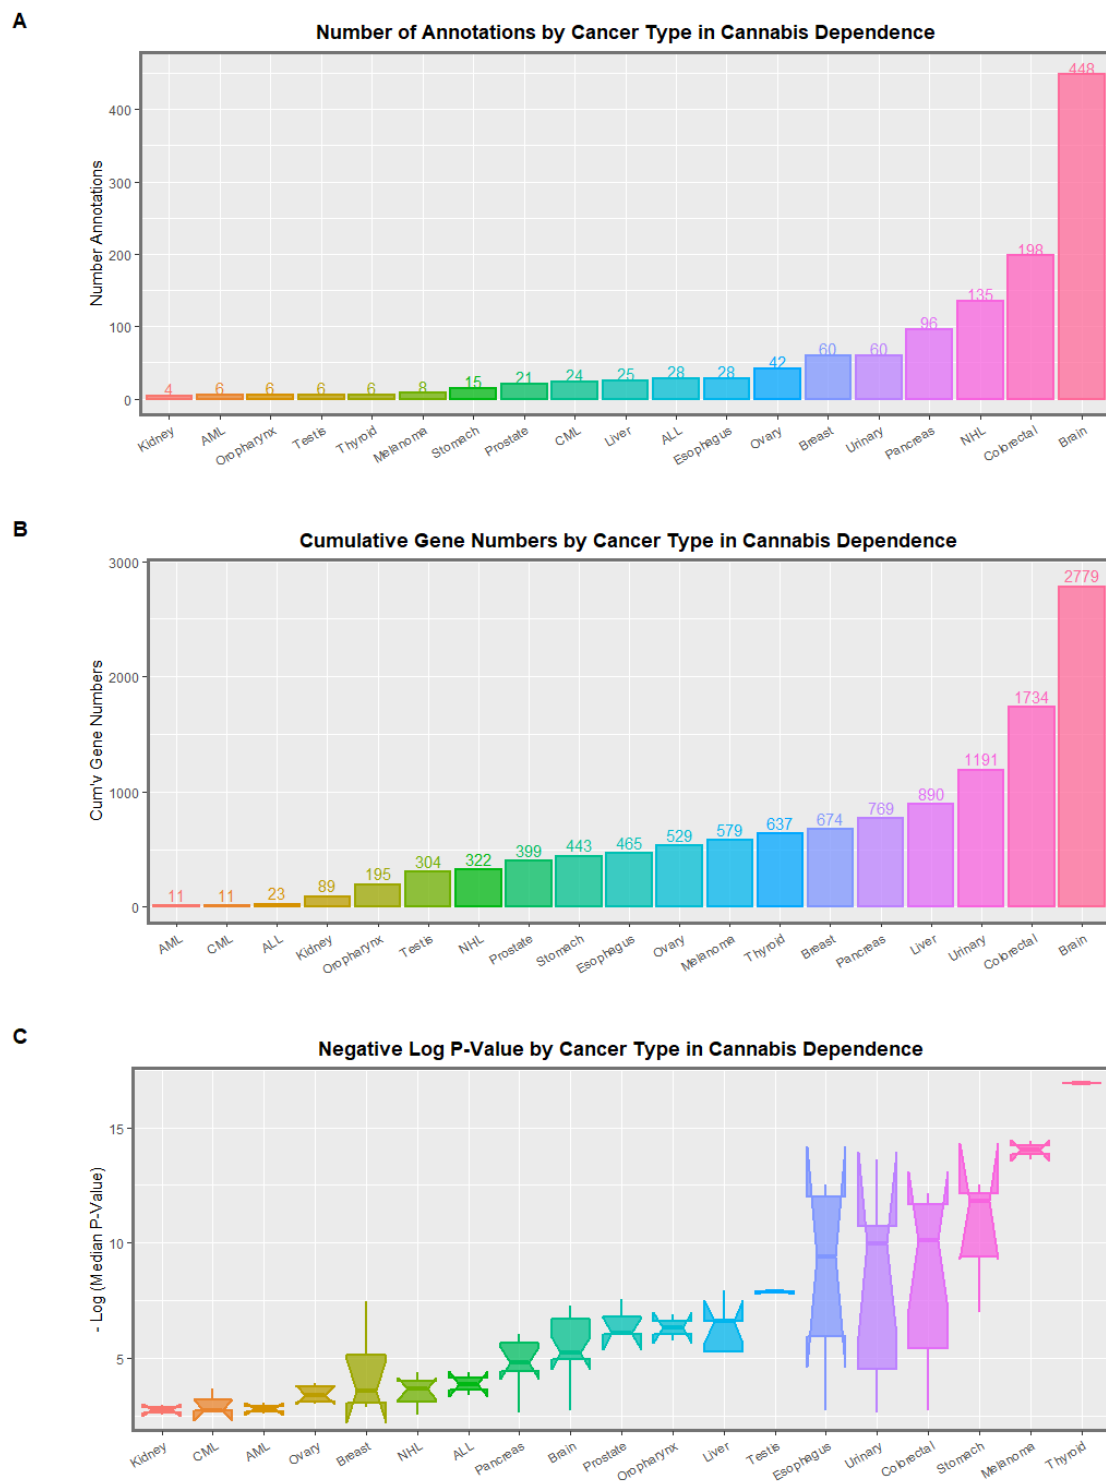 A
Number of Annotations by Cancer Type in Cannabis Dependence
Number Annotations
400
300
200
100
0
4
6
6
6
6
8
15
21
24
25
28
28
42
60
60
96
135
198
448
Kidney
AML
Oropharynx
Testis
Thyroid
Melanoma
Stomach
Prostate
CML
Liver
ALL
Esophagus
Ovary
Breast
Urinary
Pancreas
NHL
Colorectal
Brain
B
Cumulative Gene Numbers by Cancer Type in Cannabis Dependence
Cum'v Gene Numbers
3000
2000
1000
0
11
11
23
89
195
304
322
399
443
465
529
579
637
674
769
890
1191
1734
2779
AML
CML
ALL
Kidney
Oropharynx
Testis
NHL
Prostate
Stomach
Esophagus
Ovary
Melanoma
Thyroid
Breast
Pancreas
Liver
Urinary
Colorectal
Brain
C
Negative Log P-Value by Cancer Type in Cannabis Dependence
- Log (Median P-Value)
15
10
5
Kidney
CML
AML
Ovary
Breast
NHL
ALL
Pancreas
Brain
Prostate
Oropharynx
Liver
Testis
Esophagus
Urinary
Colorectal
Stomach
Melanoma
Thyroid